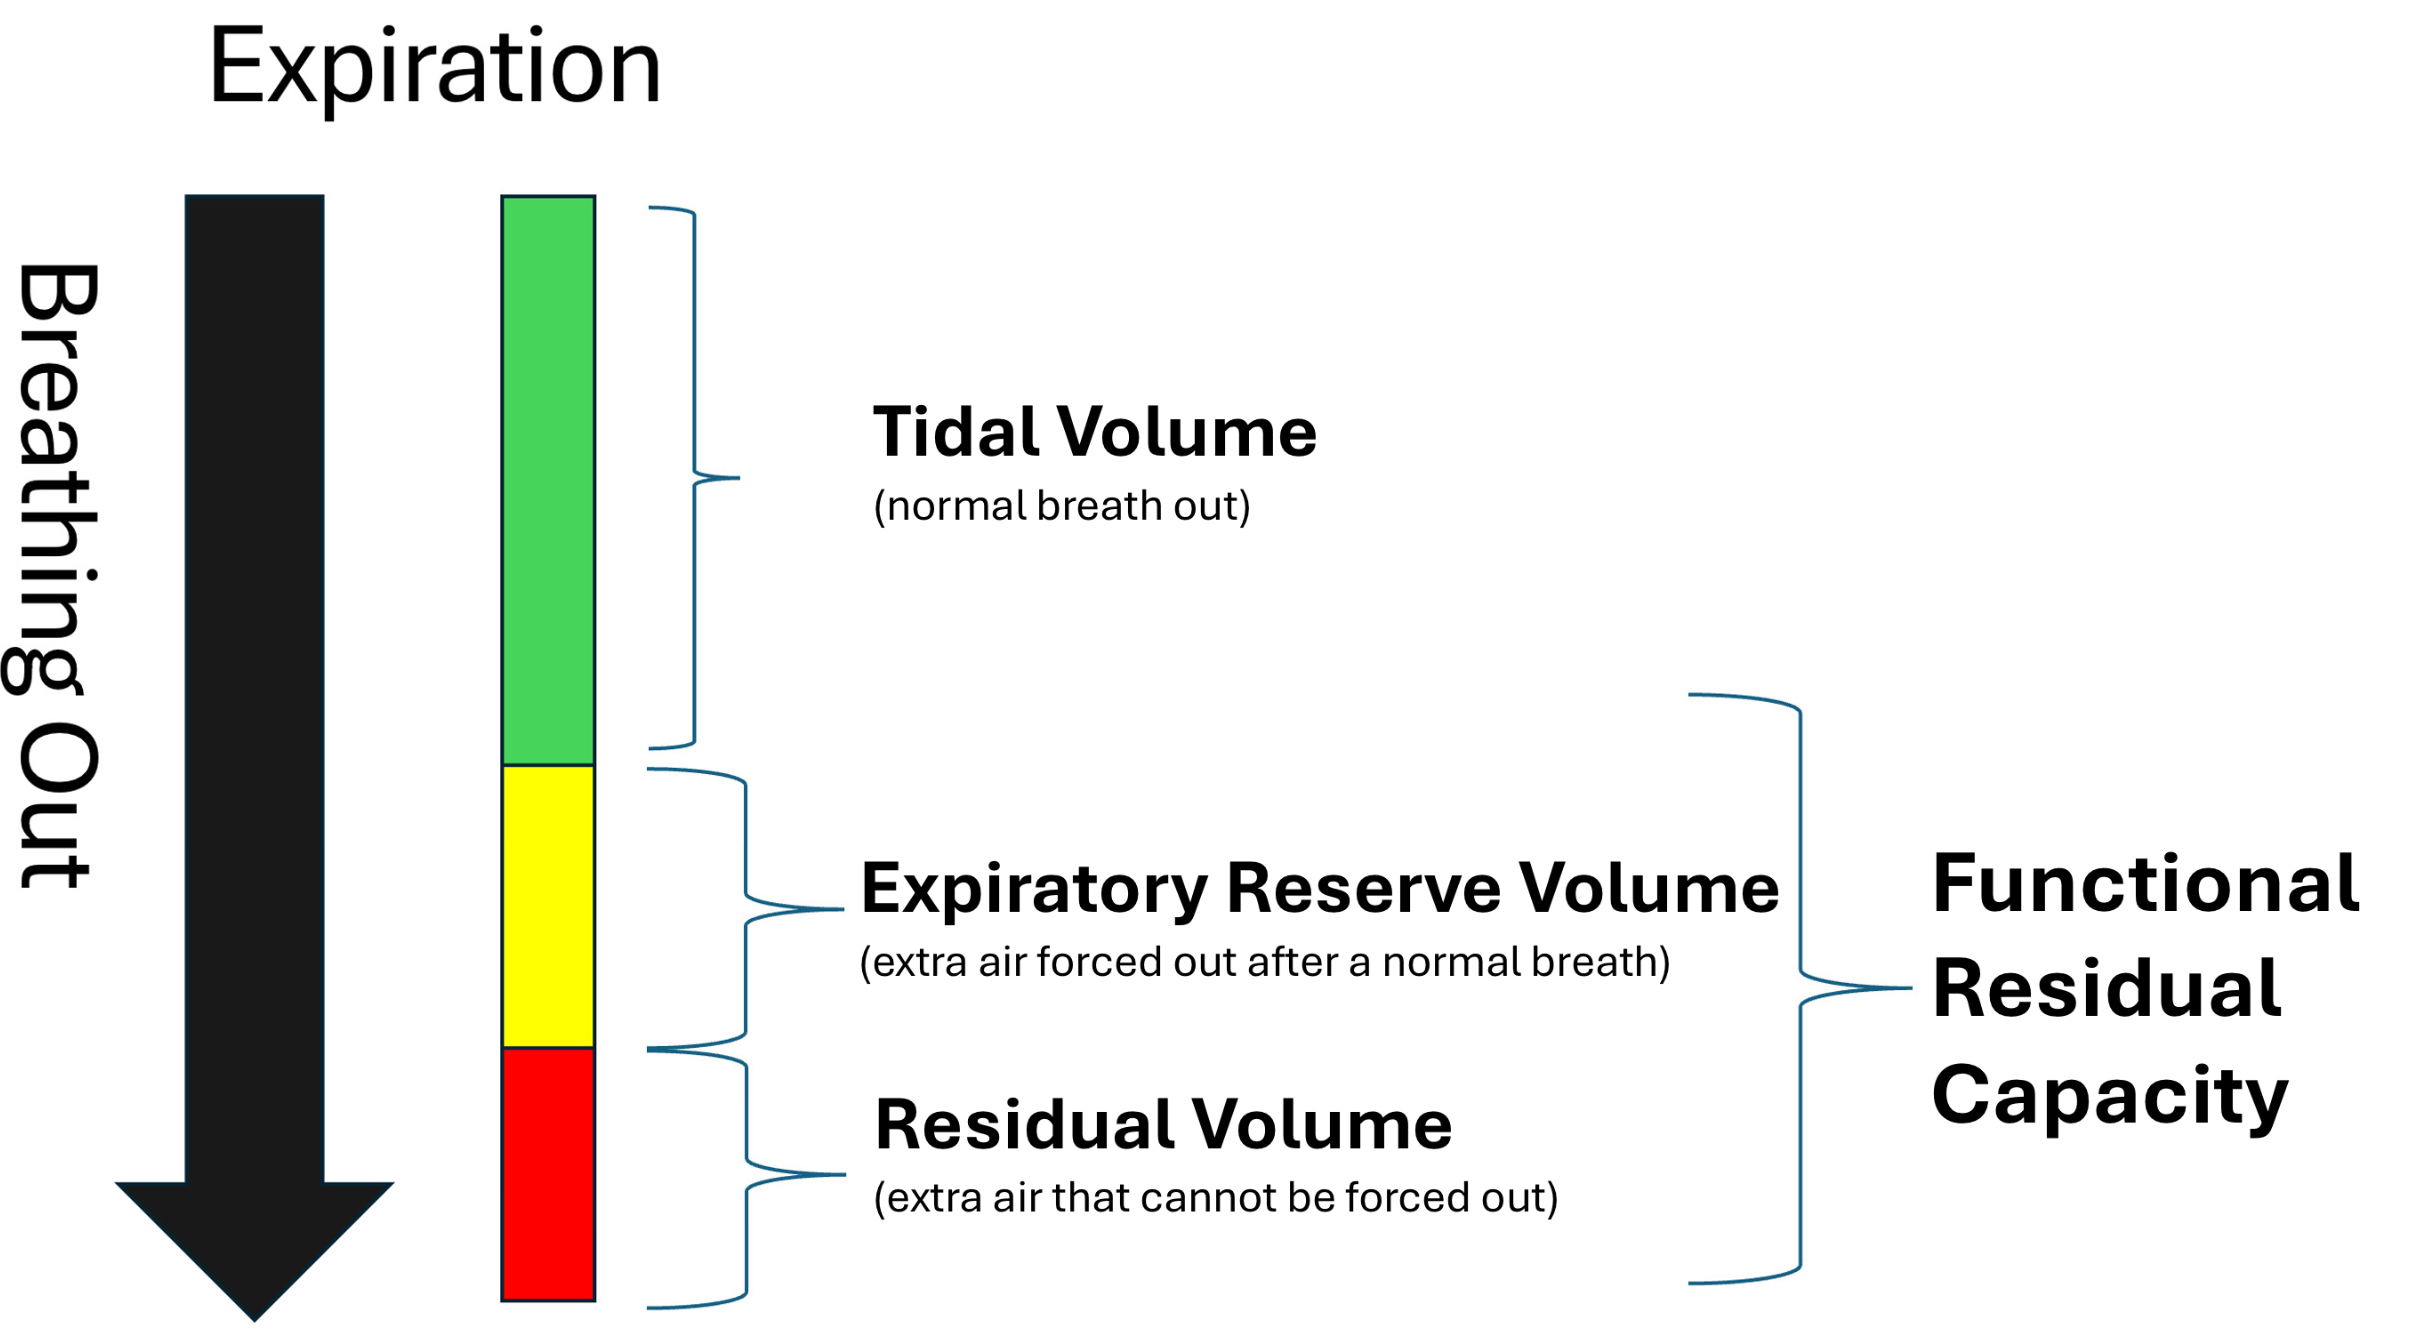 Expiration
Breathing Out
Tidal Volume
(normal breath out)
Expiratory Reserve Volume
(extra air forced out after a normal breath)
Residual Volume
(extra air that cannot be forced out)
Functional
Residual
Capacity